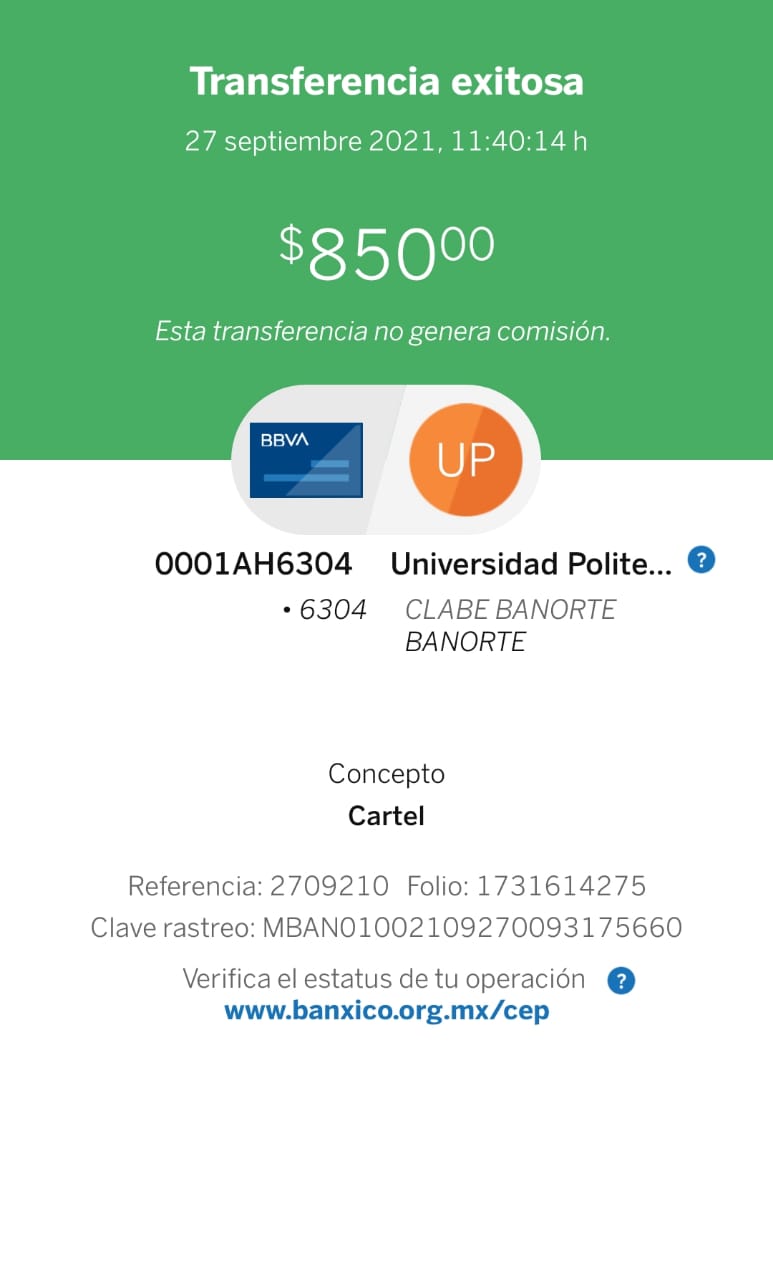 Transferencia exitosa
27 septiembre 2021, 11:40:14 h
$850.00
Esta transferencia no genera comisión.
BBVA
UP
0001AH6304 Universidad Polite... ?
• 6304 CLABE BANORTE
BANORTE
Concepto
Cartel
Referencia: 2709210 Folio: 1731614275
Clave rastreo: MBAN01002109270093175660
Verifica el estatus de tu operación ?
www.banxico.org.mx/cep